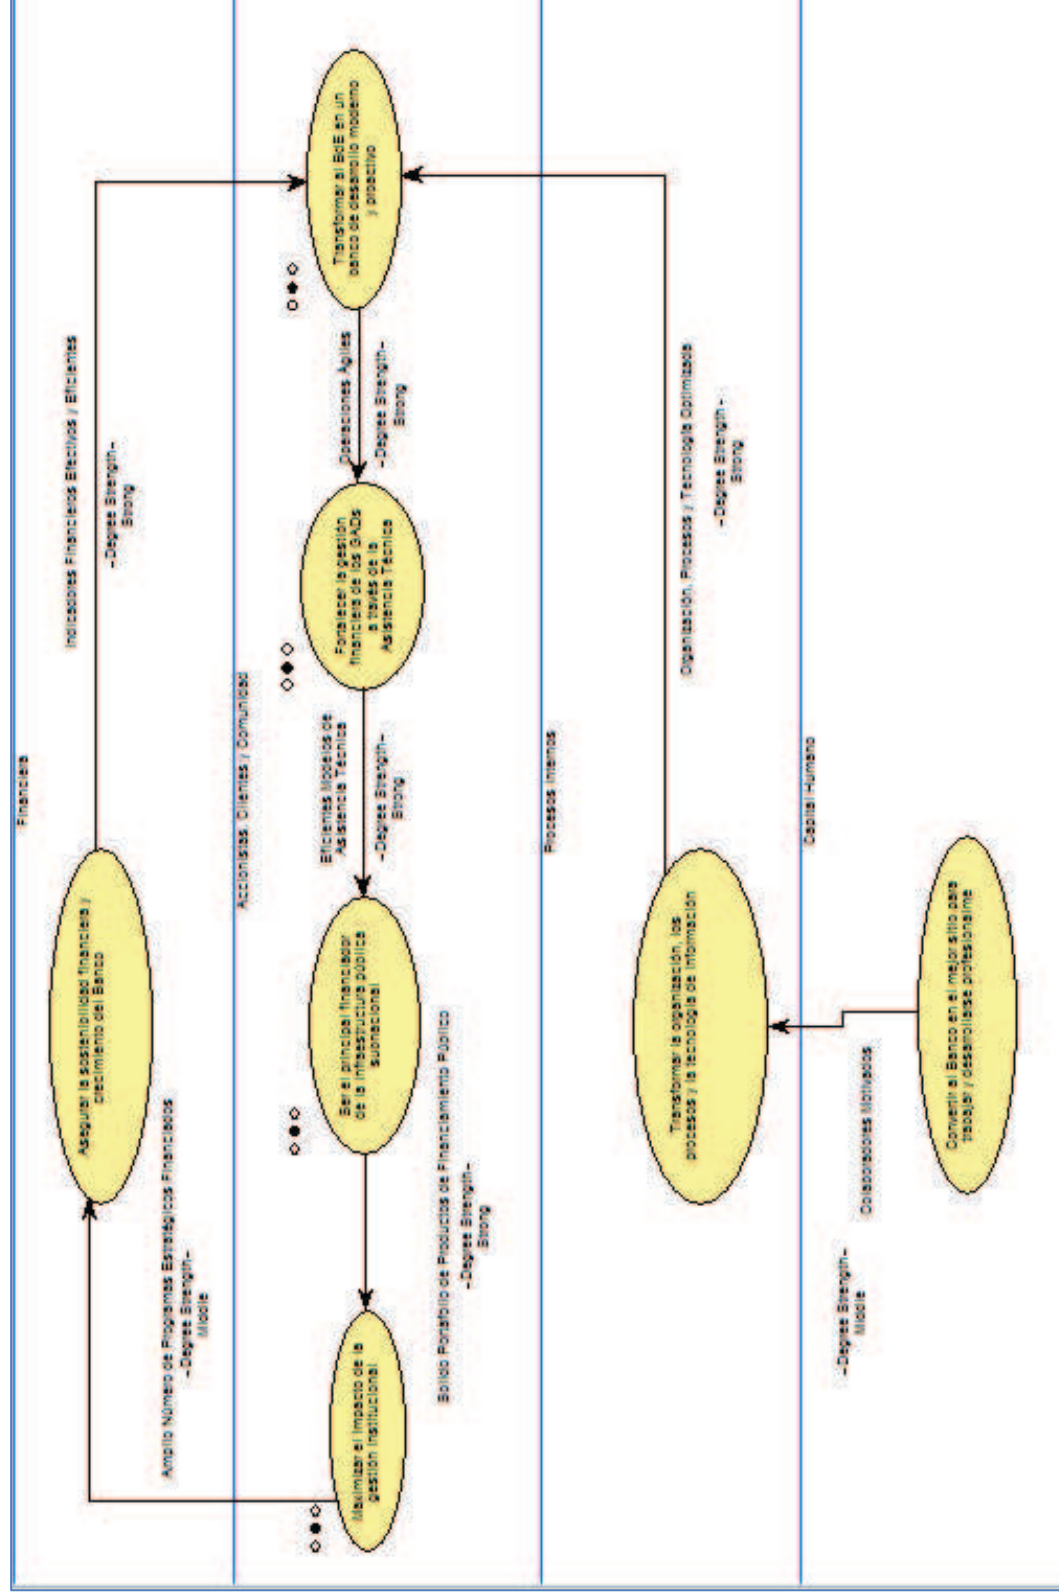 Financiera
Amplio Número de Programas Estratégicos Financiados
–Degree Strength–
Middle
Asegurar la sostenibilidad financiera y
crecimiento del Banco
Indicadores Financieros Efectivos y Eficientes
–Degree Strength–
Strong
Accionistas, Clientes y Comunidad
Maximizar el impacto de la
gestión institucional
Solido Portafolio de Productos de Financiamiento Público
–Degree Strength–
Strong
Ser el principal financiador
de la infraestructura pública
subnacional
Eficientes Modelos de
Asistencia Técnica
–Degree Strength–
Strong
Fortalecer la gestión
financiera de los GADs
a través de la
Asistencia Técnica
Operaciones Ágiles
–Degree Strength–
Strong
Transformar al BdE en un
banco de desarrollo moderno
y proactivo
Procesos Internos
Transformar la organización, los
procesos y la tecnología de información
Organización, Procesos y Tecnología Optimizada
–Degree Strength–
Strong
Capital Humano
–Degree Strength–
Middle
Colaboradores Motivados
Convertir al Banco en el mejor sitio para
trabajar y desarrollarse profesionalme